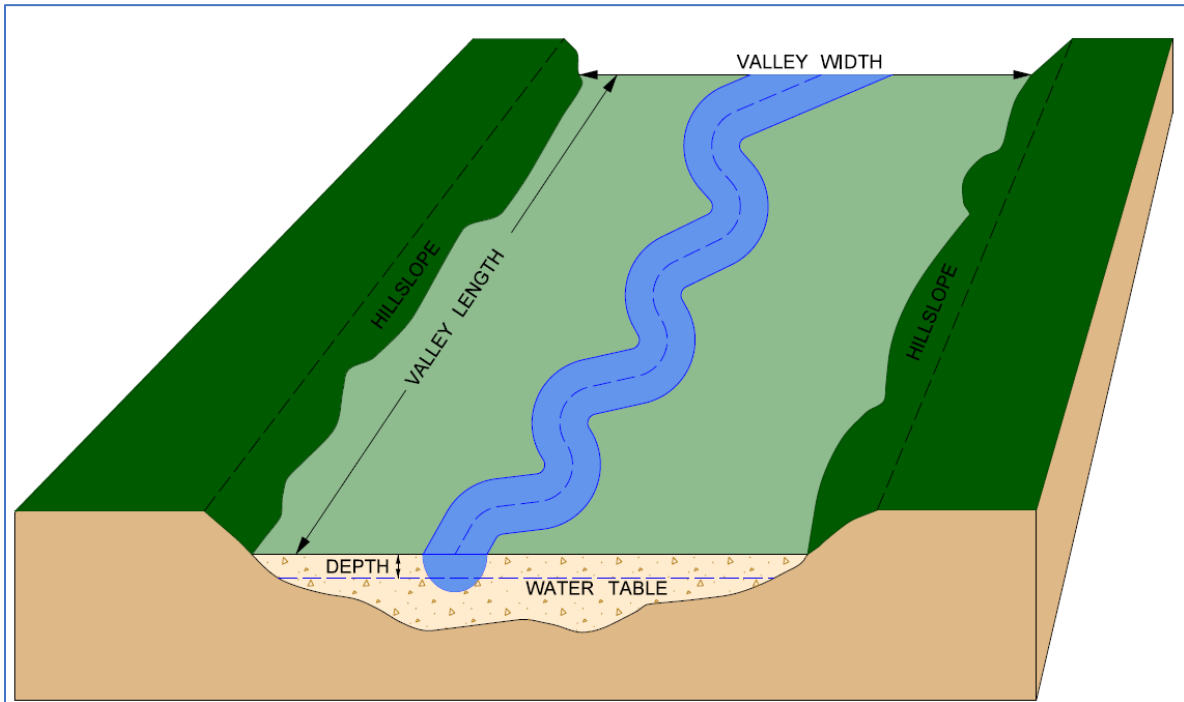 VALLEY WIDTH
HILLSLOPE
VALLEY LENGTH
HILLSLOPE
DEPTH
WATER TABLE